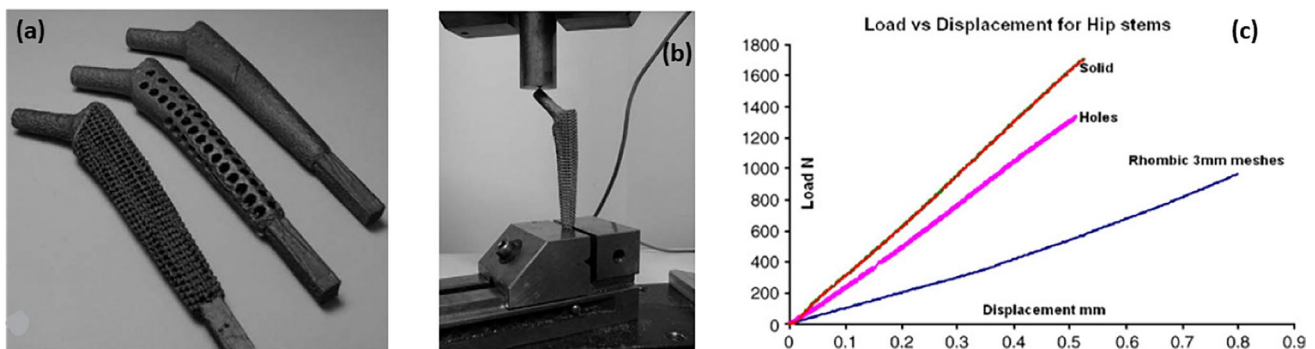 (a)
(b)
Load vs Displacement for Hip stems
(c)
1800
1600
1400
1200
1000
800
600
400
200
0
Load N
Solid
Holes
Rhombic 3mm meshes
Displacement mm
0 0.1 0.2 0.3 0.4 0.5 0.6 0.7 0.8 0.9